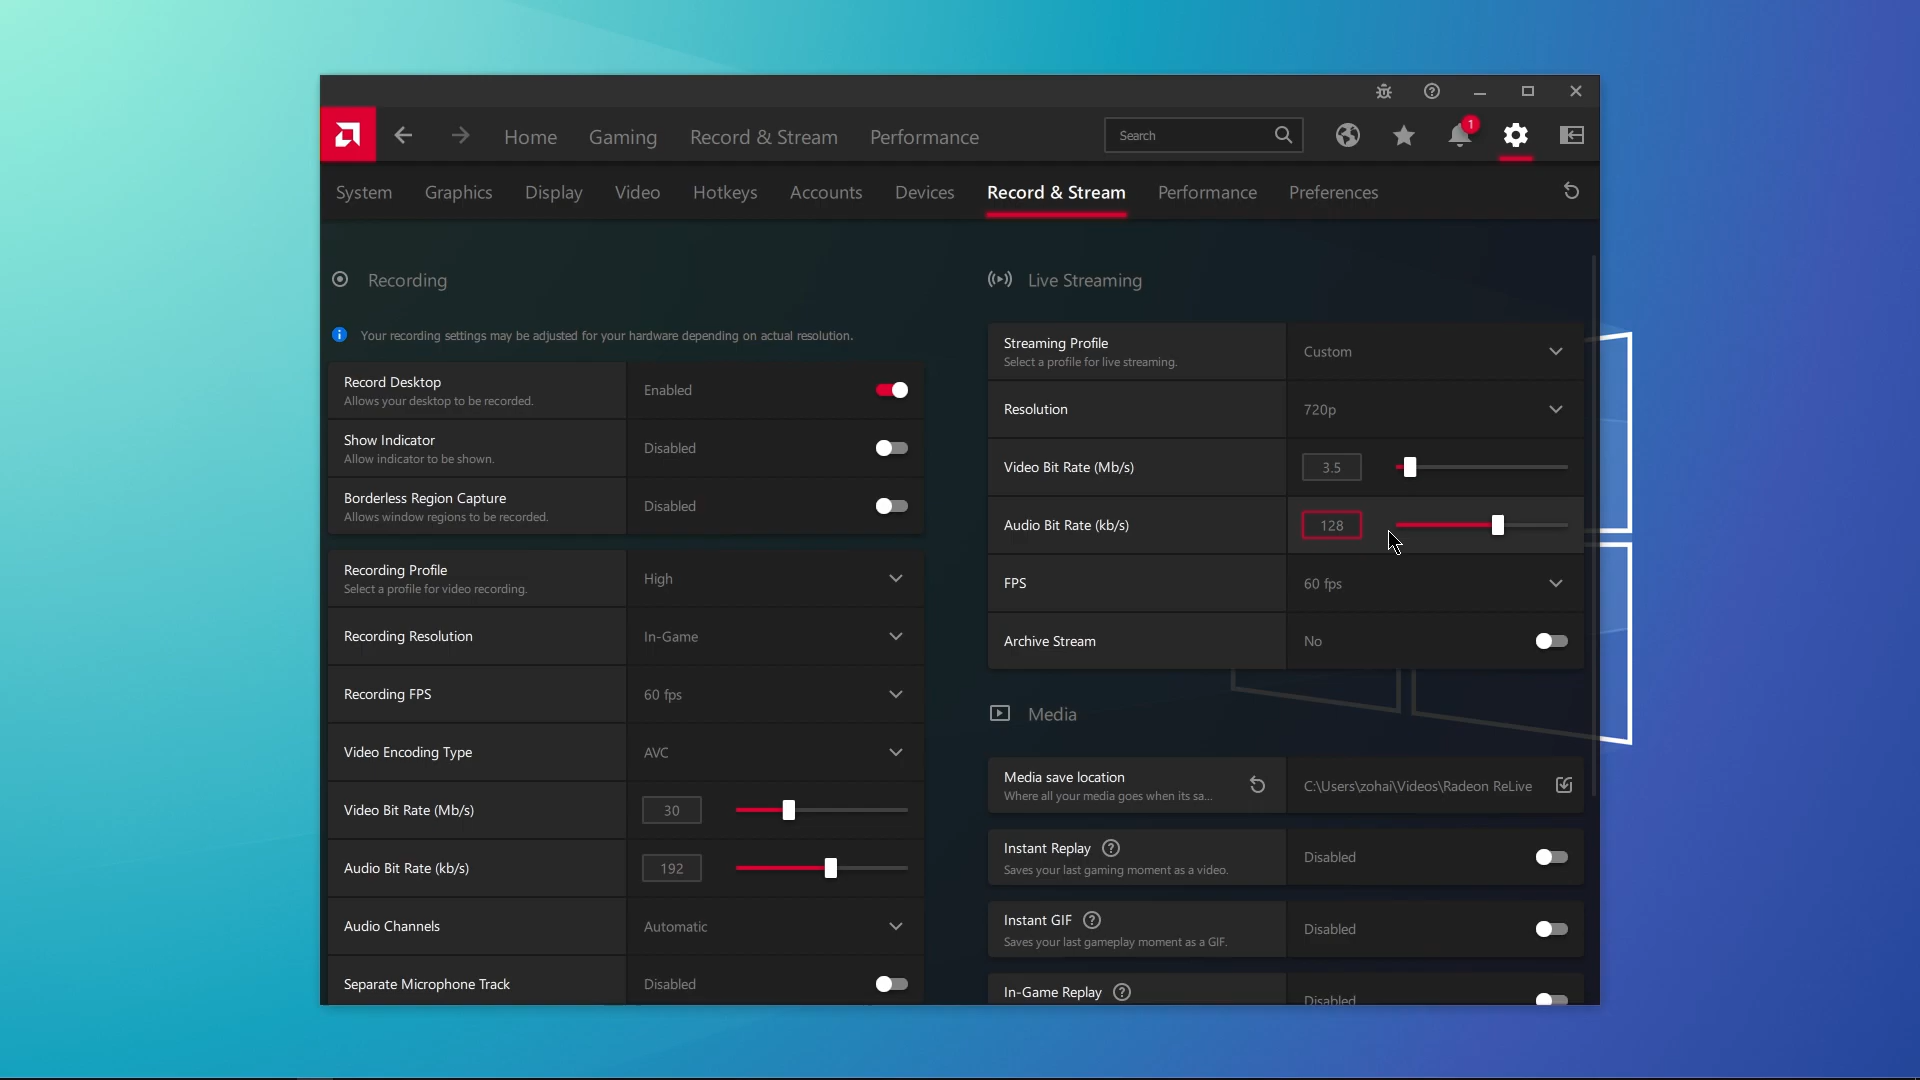 Home Gaming Record & Stream Performance Search 1
System Graphics Display Video Hotkeys Accounts Devices Record & Stream Performance Preferences
Recording
Your recording settings may be adjusted for your hardware depending on actual resolution.
Record Desktop
Allows your desktop to be recorded.
Enabled
Show Indicator
Allow indicator to be shown.
Disabled
Borderless Region Capture
Allows window regions to be recorded.
Disabled
Recording Profile
Select a profile for video recording.
High
Recording Resolution In-Game
Recording FPS 60 fps
Video Encoding Type AVC
Video Bit Rate (Mb/s) 30
Audio Bit Rate (kb/s) 192
Audio Channels Automatic
Separate Microphone Track Disabled
Live Streaming
Streaming Profile
Select a profile for live streaming.
Custom
Resolution 720p
Video Bit Rate (Mb/s) 3.5
Audio Bit Rate (kb/s) 128
FPS 60 fps
Archive Stream No
Media
Media save location
Where all your media goes when its sa...
C:\Users\zohai\Videos\Radeon ReLive
Instant Replay
Saves your last gaming moment as a video.
Disabled
Instant GIF
Saves your last gameplay moment as a GIF.
Disabled
In-Game Replay Disabled